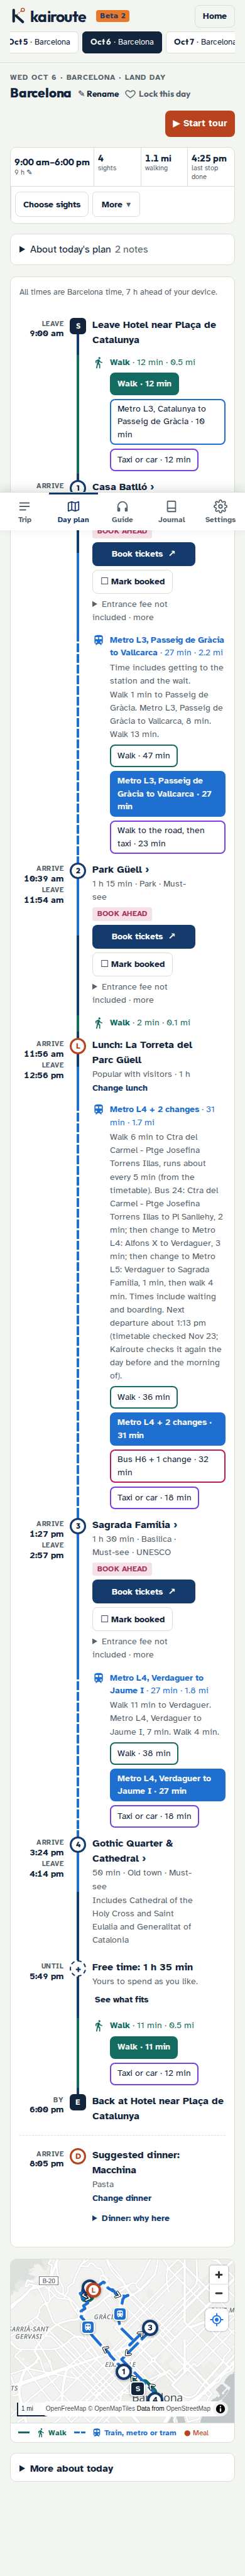 kairoute Beta 2 Home
Oct 5 · Barcelona Oct 6 · Barcelona Oct 7 · Barcelona
WED OCT 6 · BARCELONA · LAND DAY
Barcelona ✎ Rename ♡ Lock this day
▶ Start tour
9:00 am–6:00 pm 4 1.1 mi 4:25 pm
9 h ✎ sights walking last stop
done
Choose sights More ▾
▶ About today's plan 2 notes
All times are Barcelona time, 7 h ahead of your device.
LEAVE S Leave Hotel near Plaça de
9:00 am Catalunya
Walk · 12 min · 0.5 mi
Walk · 12 min
Metro L3, Catalunya to
Passeig de Gràcia · 10
min
Taxi or car · 12 min
ARRIVE 1 Casa Batlló ›
Trip Day plan Guide Journal Settings
BOOK AHEAD
Book tickets ↗
☐ Mark booked
▶ Entrance fee not
included · more
Metro L3, Passeig de Gràcia
to Vallcarca · 27 min · 2.2 mi
Time includes getting to the
station and the wait.
Walk 1 min to Passeig de
Gràcia. Metro L3, Passeig de
Gràcia to Vallcarca, 8 min.
Walk 13 min.
Walk · 47 min
Metro L3, Passeig de
Gràcia to Vallcarca · 27
min
Walk to the road, then
taxi · 23 min
ARRIVE 2 Park Güell ›
10:39 am 1 h 15 min · Park · Must-
LEAVE see
11:54 am
BOOK AHEAD
Book tickets ↗
☐ Mark booked
▶ Entrance fee not
included · more
Walk · 2 min · 0.1 mi
ARRIVE L Lunch: La Torreta del
11:56 am Parc Güell
LEAVE Popular with visitors · 1 h
12:56 pm Change lunch
Metro L4 + 2 changes · 31
min · 1.7 mi
Walk 6 min to Ctra del
Carmel - Ptge Josefina
Torrens Illas, runs about
every 5 min (from the
timetable). Bus 24: Ctra del
Carmel - Ptge Josefina
Torrens Illas to Pl Sanllehy, 2
min; then change to Metro
L4: Alfons X to Verdaguer, 3
min; then change to Metro
L5: Verdaguer to Sagrada
Família, 1 min, then walk 4
min. Times include waiting
and boarding. Next
departure about 1:13 pm
(timetable checked Nov 23;
Kairoute checks it again the
day before and the morning
of).
Walk · 36 min
Metro L4 + 2 changes ·
31 min
Bus H6 + 1 change · 32
min
Taxi or car · 18 min
ARRIVE 3 Sagrada Família ›
1:27 pm 1 h 30 min · Basilica ·
LEAVE Must-see · UNESCO
2:57 pm
BOOK AHEAD
Book tickets ↗
☐ Mark booked
▶ Entrance fee not
included · more
Metro L4, Verdaguer to
Jaume I · 27 min · 1.8 mi
Walk 11 min to Verdaguer.
Metro L4, Verdaguer to
Jaume I, 7 min. Walk 4 min.
Walk · 38 min
Metro L4, Verdaguer to
Jaume I · 27 min
Taxi or car · 18 min
ARRIVE 4 Gothic Quarter &
3:24 pm Cathedral ›
LEAVE 50 min · Old town · Must-
4:14 pm see
Includes Cathedral of the
Holy Cross and Saint
Eulalia and Generalitat of
Catalonia
UNTIL + Free time: 1 h 35 min
5:49 pm Yours to spend as you like.
See what fits
Walk · 11 min · 0.5 mi
Walk · 11 min
Taxi or car · 12 min
BY E Back at Hotel near Plaça de
6:00 pm Catalunya
ARRIVE D Suggested dinner:
8:05 pm Macchina
Pasta
Change dinner
▶ Dinner: why here
+
−
B-20
L
GRÀCI
3
SARRIÀ-SANT
GERVASI
1
S
4
Barcelona
1 mi OpenFreeMap © OpenMapTiles Data from OpenStreetMap
Walk Train, metro or tram Meal
▶ More about today